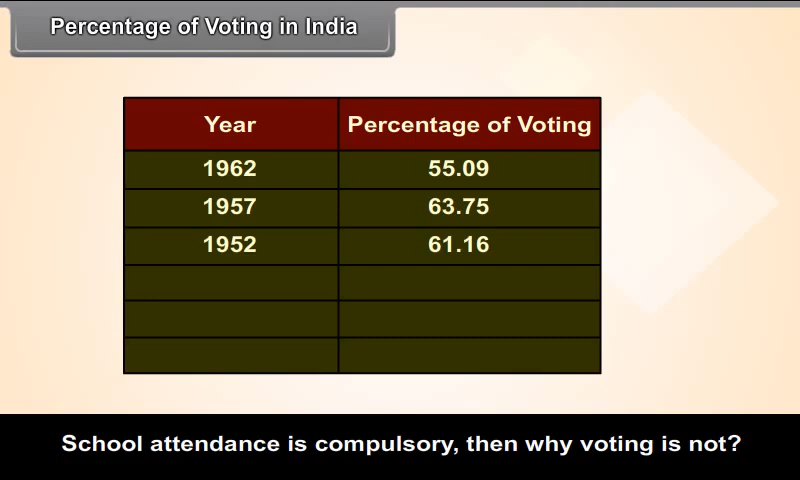 Percentage of Voting in India
Year Percentage of Voting
1962 55.09
1957 63.75
1952 61.16
School attendance is compulsory, then why voting is not?